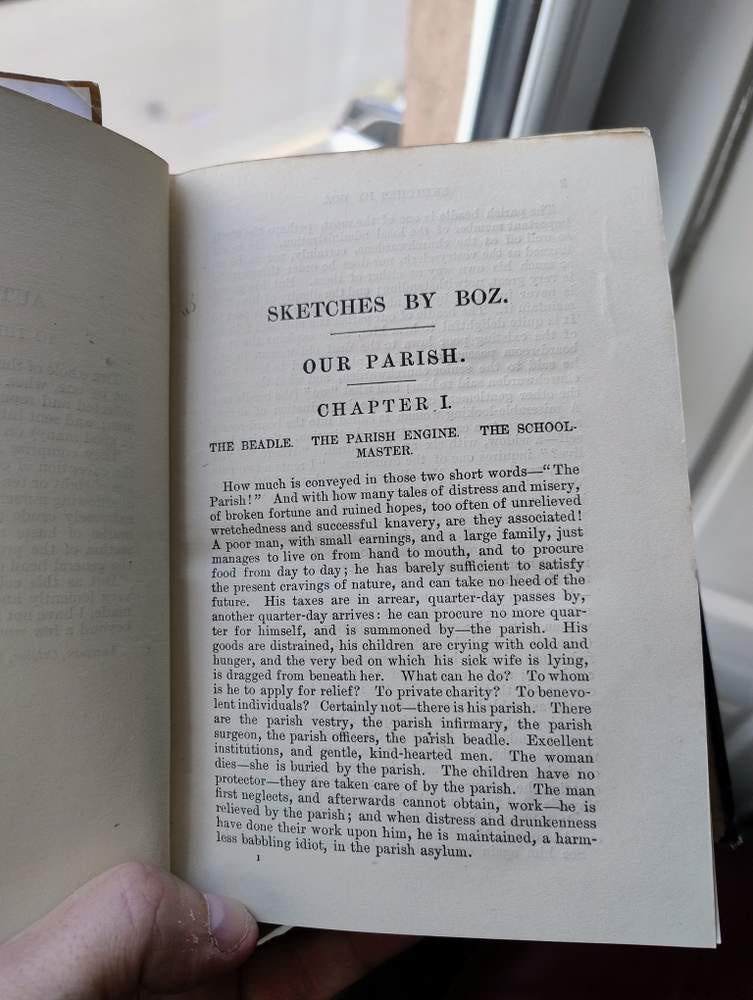 SKETCHES BY BOZ.
OUR PARISH.
CHAPTER I.
THE BEADLE. THE PARISH ENGINE. THE SCHOOL-
MASTER.
How much is conveyed in those two short words—“The
Parish!” And with how many tales of distress and misery,
of broken fortune and ruined hopes, too often of unrelieved
wretchedness and successful knavery, are they associated!
A poor man, with small earnings, and a large family, just
manages to live on from hand to mouth, and to procure
food from day to day; he has barely sufficient to satisfy
the present cravings of nature, and can take no heed of the
future. His taxes are in arrear, quarter-day passes by,
another quarter-day arrives: he can procure no more quar-
ter for himself, and is summoned by—the parish. His
goods are distrained, his children are crying with cold and
hunger, and the very bed on which his sick wife is lying,
is dragged from beneath her. What can he do? To whom
is he to apply for relief? To private charity? To benevo-
lent individuals? Certainly not—there is his parish. There
are the parish vestry, the parish infirmary, the parish
surgeon, the parish officers, the parish beadle. Excellent
institutions, and gentle, kind-hearted men. The woman
dies—she is buried by the parish. The children have no
protector—they are taken care of by the parish. The man
first neglects, and afterwards cannot obtain, work—he is
relieved by the parish; and when distress and drunkenness
have done their work upon him, he is maintained, a harm-
less babbling idiot, in the parish asylum.
1